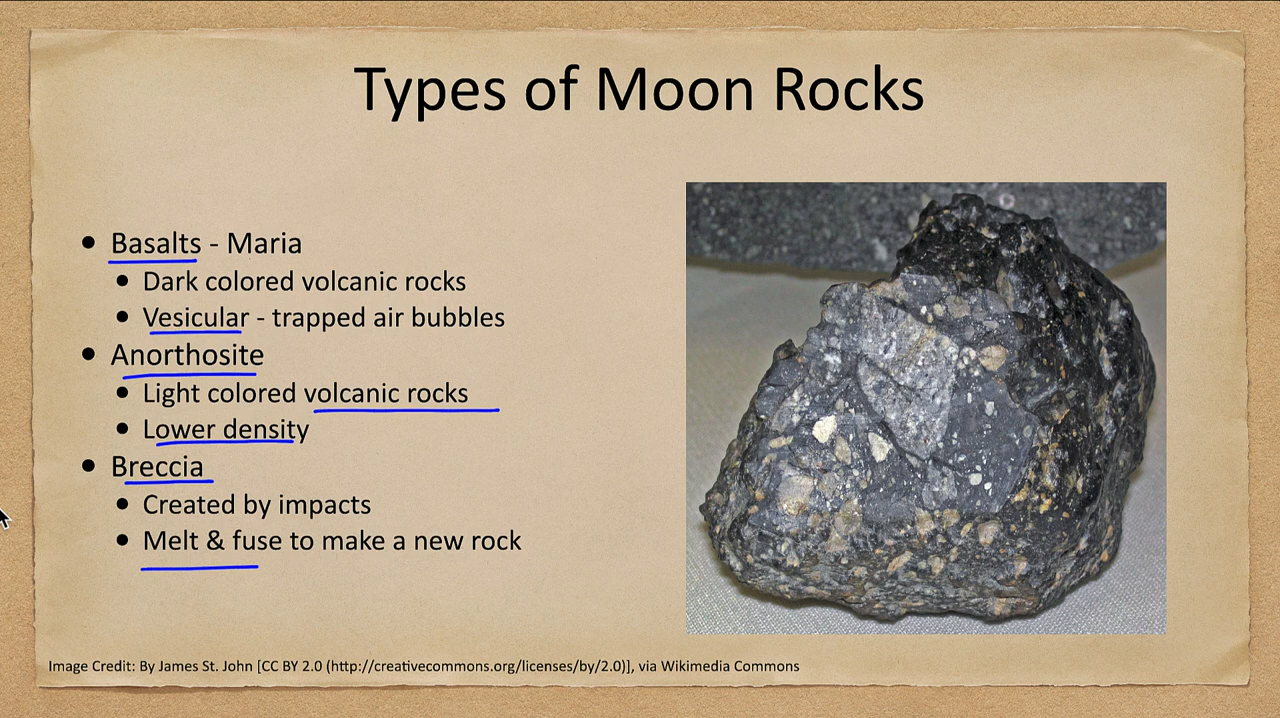 Types of Moon Rocks
• Basalts - Maria
• Dark colored volcanic rocks
• Vesicular - trapped air bubbles
• Anorthosite
• Light colored volcanic rocks
• Lower density
• Breccia
• Created by impacts
• Melt & fuse to make a new rock
Image Credit: By James St. John [CC BY 2.0 (http://creativecommons.org/licenses/by/2.0)], via Wikimedia Commons